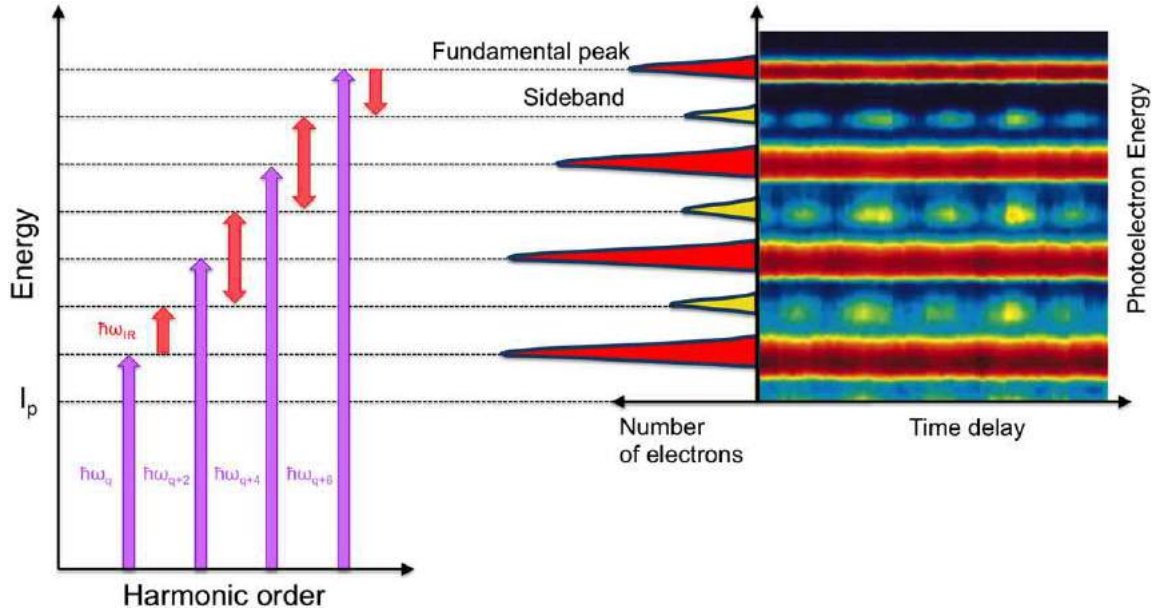 Fundamental peak
Sideband
Energy
ħω_IR
I_p
ħω_q
ħω_q+2
ħω_q+4
ħω_q+6
Harmonic order
Number
of electrons
Time delay
Photoelectron Energy